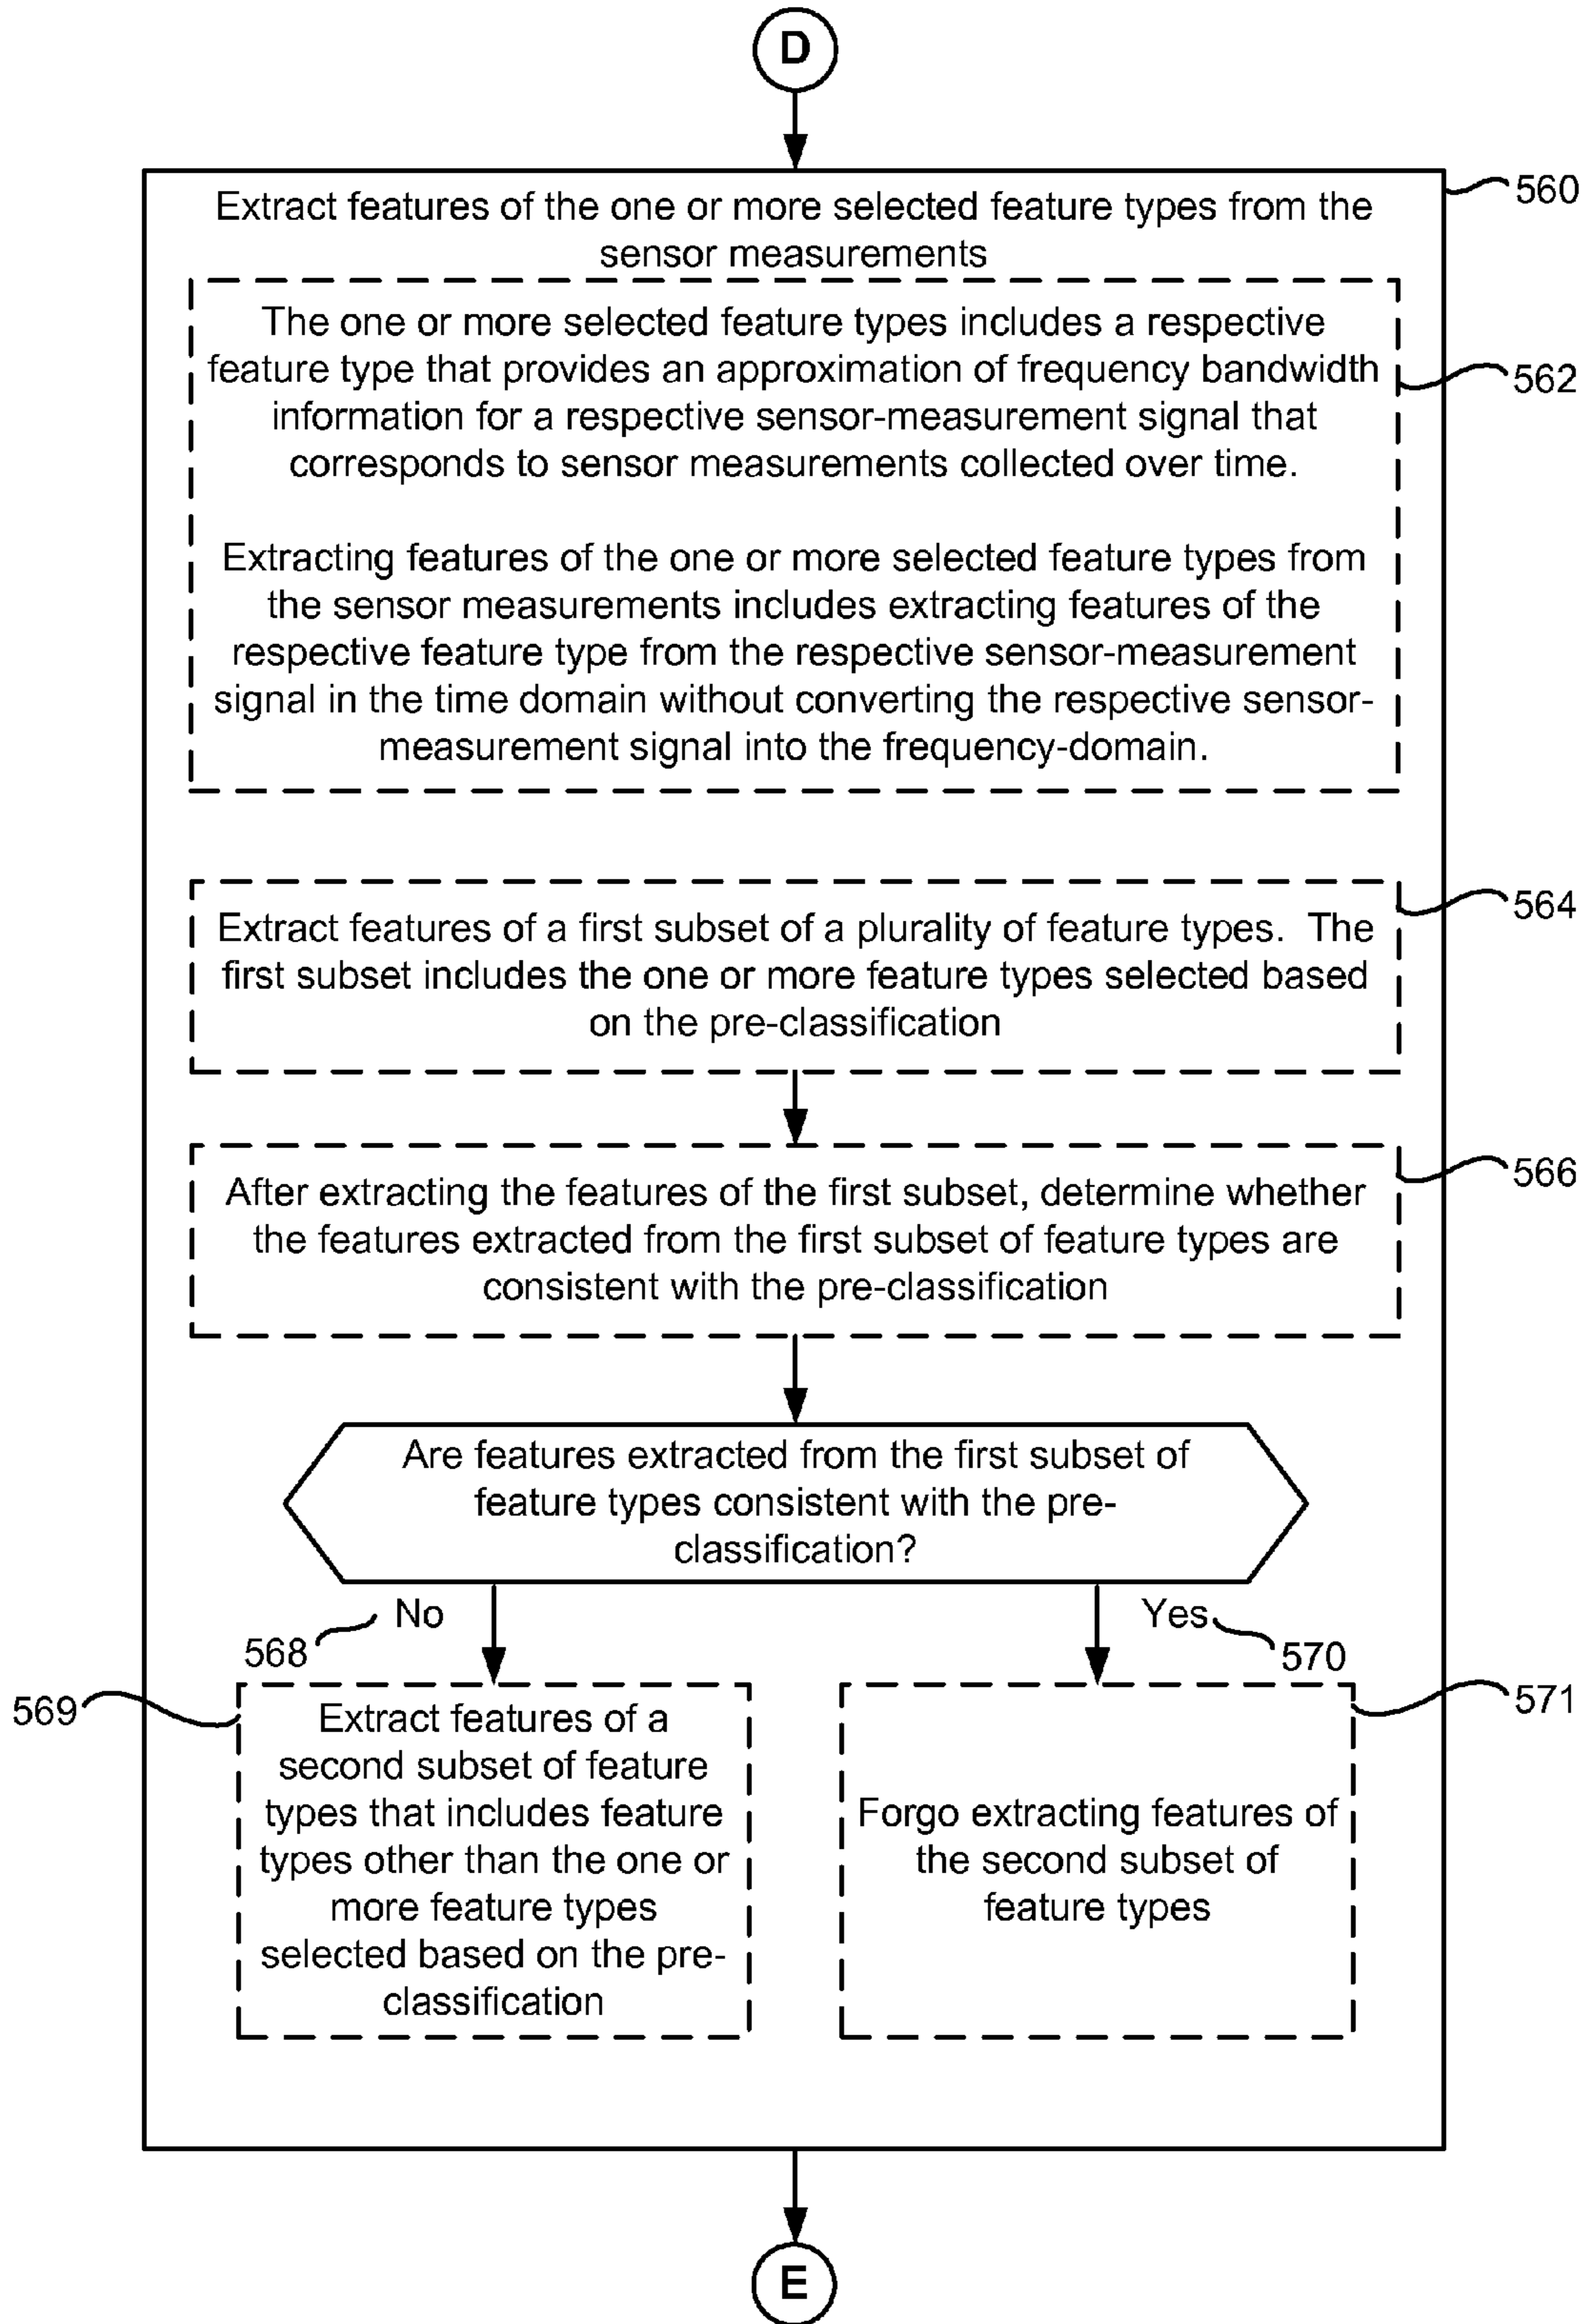 D
560
Extract features of the one or more selected feature types from the
sensor measurements
The one or more selected feature types includes a respective
feature type that provides an approximation of frequency bandwidth
information for a respective sensor-measurement signal that
corresponds to sensor measurements collected over time.
562
Extracting features of the one or more selected feature types from
the sensor measurements includes extracting features of the
respective feature type from the respective sensor-measurement
signal in the time domain without converting the respective sensor-
measurement signal into the frequency-domain.
564
Extract features of a first subset of a plurality of feature types. The
first subset includes the one or more feature types selected based
on the pre-classification
566
After extracting the features of the first subset, determine whether
the features extracted from the first subset of feature types are
consistent with the pre-classification
Are features extracted from the first subset of
feature types consistent with the pre-
classification?
No
568
Yes
570
569
Extract features of a
second subset of feature
types that includes feature
types other than the one or
more feature types
selected based on the pre-
classification
571
Forgo extracting features of
the second subset of
feature types
E